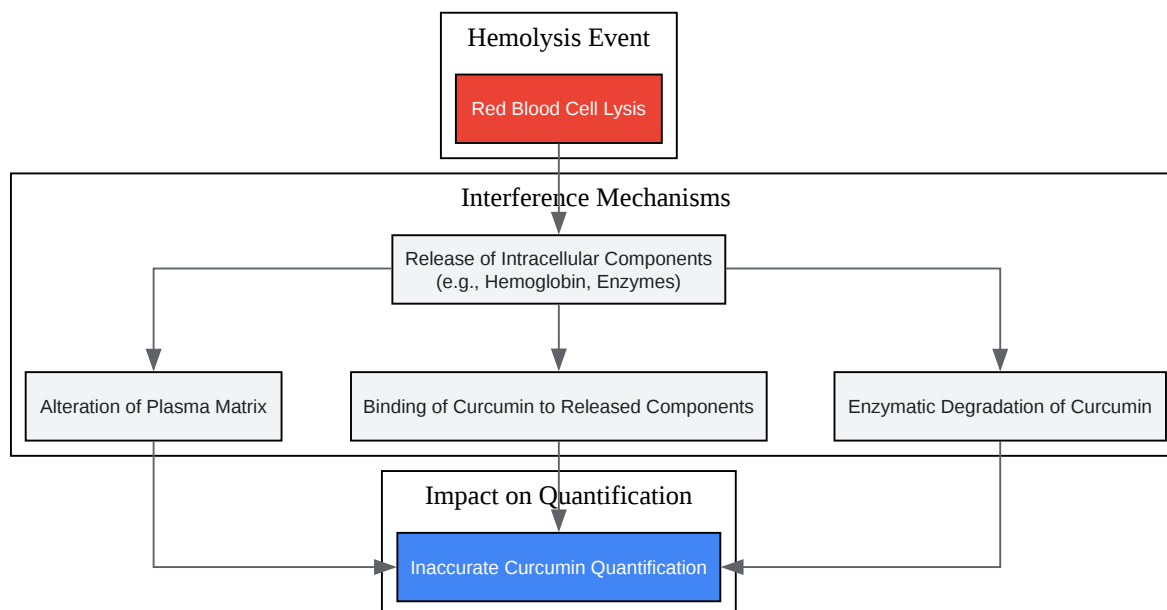 Hemolysis Event
Red Blood Cell Lysis
Interference Mechanisms
Release of Intracellular Components
(e.g., Hemoglobin, Enzymes)
Alteration of Plasma Matrix
Binding of Curcumin to Released Components
Enzymatic Degradation of Curcumin
Impact on Quantification
Inaccurate Curcumin Quantification